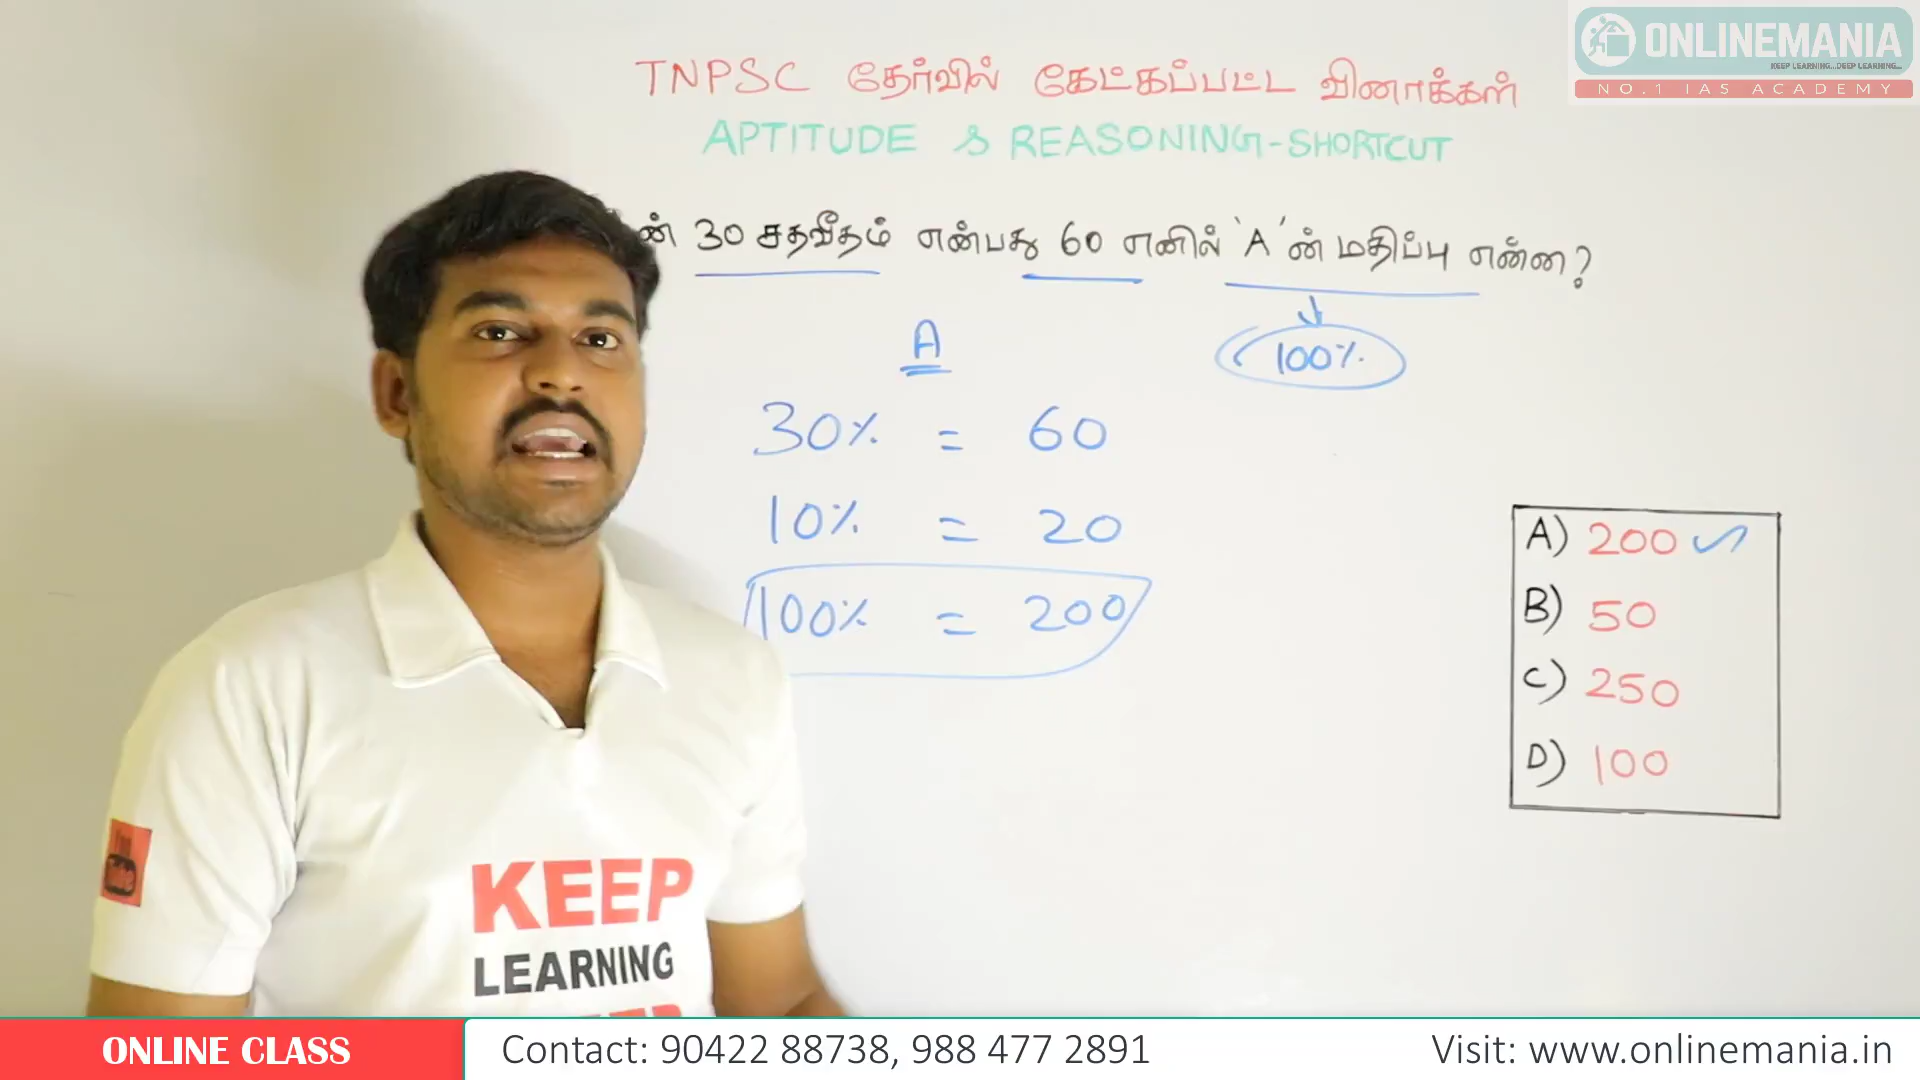 ONLINEMANIA
KEEP LEARNING...DEEP LEARNING...
NO.1 IAS ACADEMY
TNPSC தேர்வில் கேட்கப்பட்ட வினாக்கள்
APTITUDE & REASONING-SHORTCUT
30 சதவீதம் என்பது 60 எனில் 'A' ன் மதிப்பு என்ன?
100%
A
30% = 60
10% = 20
100% = 200
A) 200
B) 50
C) 250
D) 100
KEEP
LEARNING
ONLINE CLASS
Contact: 90422 88738, 988 477 2891
Visit: www.onlinemania.in